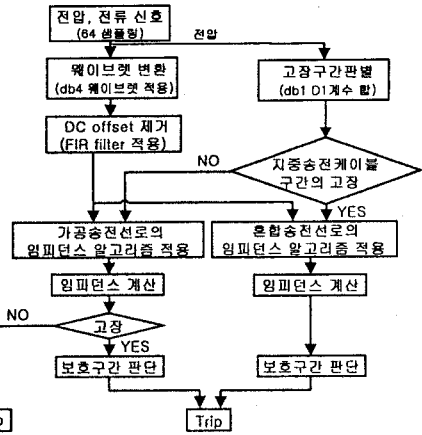 전압, 전류 신호
(64 샘플링)
전압
웨이브렛 변환
(db4 웨이브렛 적용)
고장구간판별
(db1 D1계수 합)
DC offset 제거
(FIR filter 적용)
NO
지중송전케이블
구간의 고장
YES
가공송전선로의
임피던스 알고리즘 적용
혼합송전선로의
임피던스 알고리즘 적용
임피던스 계산
임피던스 계산
NO
고장
YES
보호구간 판단
보호구간 판단
Trip